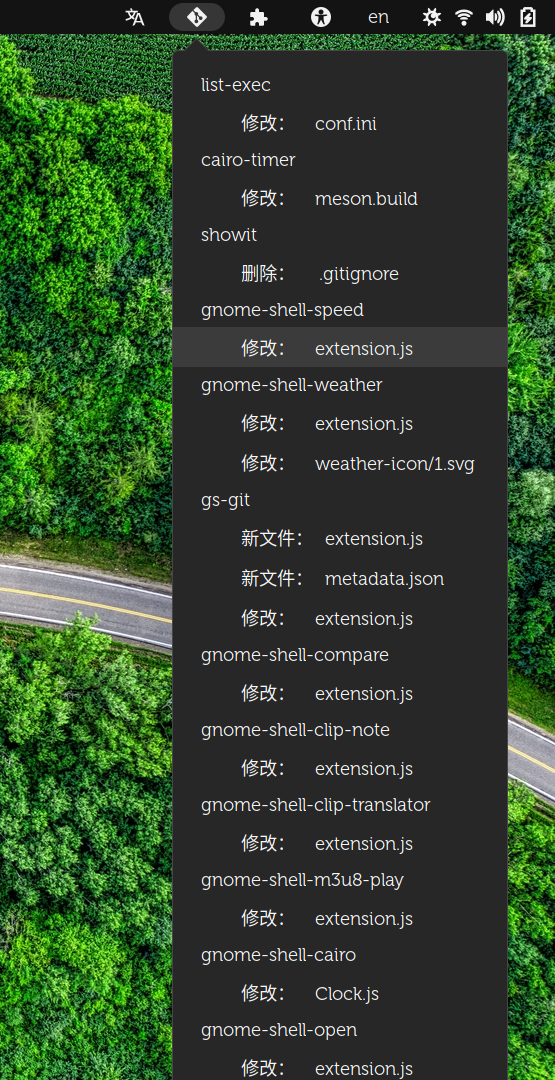 en
list-exec
修改： conf.ini
cairo-timer
修改： meson.build
showit
删除： .gitignore
gnome-shell-speed
修改： extension.js
gnome-shell-weather
修改： extension.js
修改： weather-icon/1.svg
gs-git
新文件： extension.js
新文件： metadata.json
修改： extension.js
gnome-shell-compare
修改： extension.js
gnome-shell-clip-note
修改： extension.js
gnome-shell-clip-translator
修改： extension.js
gnome-shell-m3u8-play
修改： extension.js
gnome-shell-cairo
修改： Clock.js
gnome-shell-open
修改： extension.js